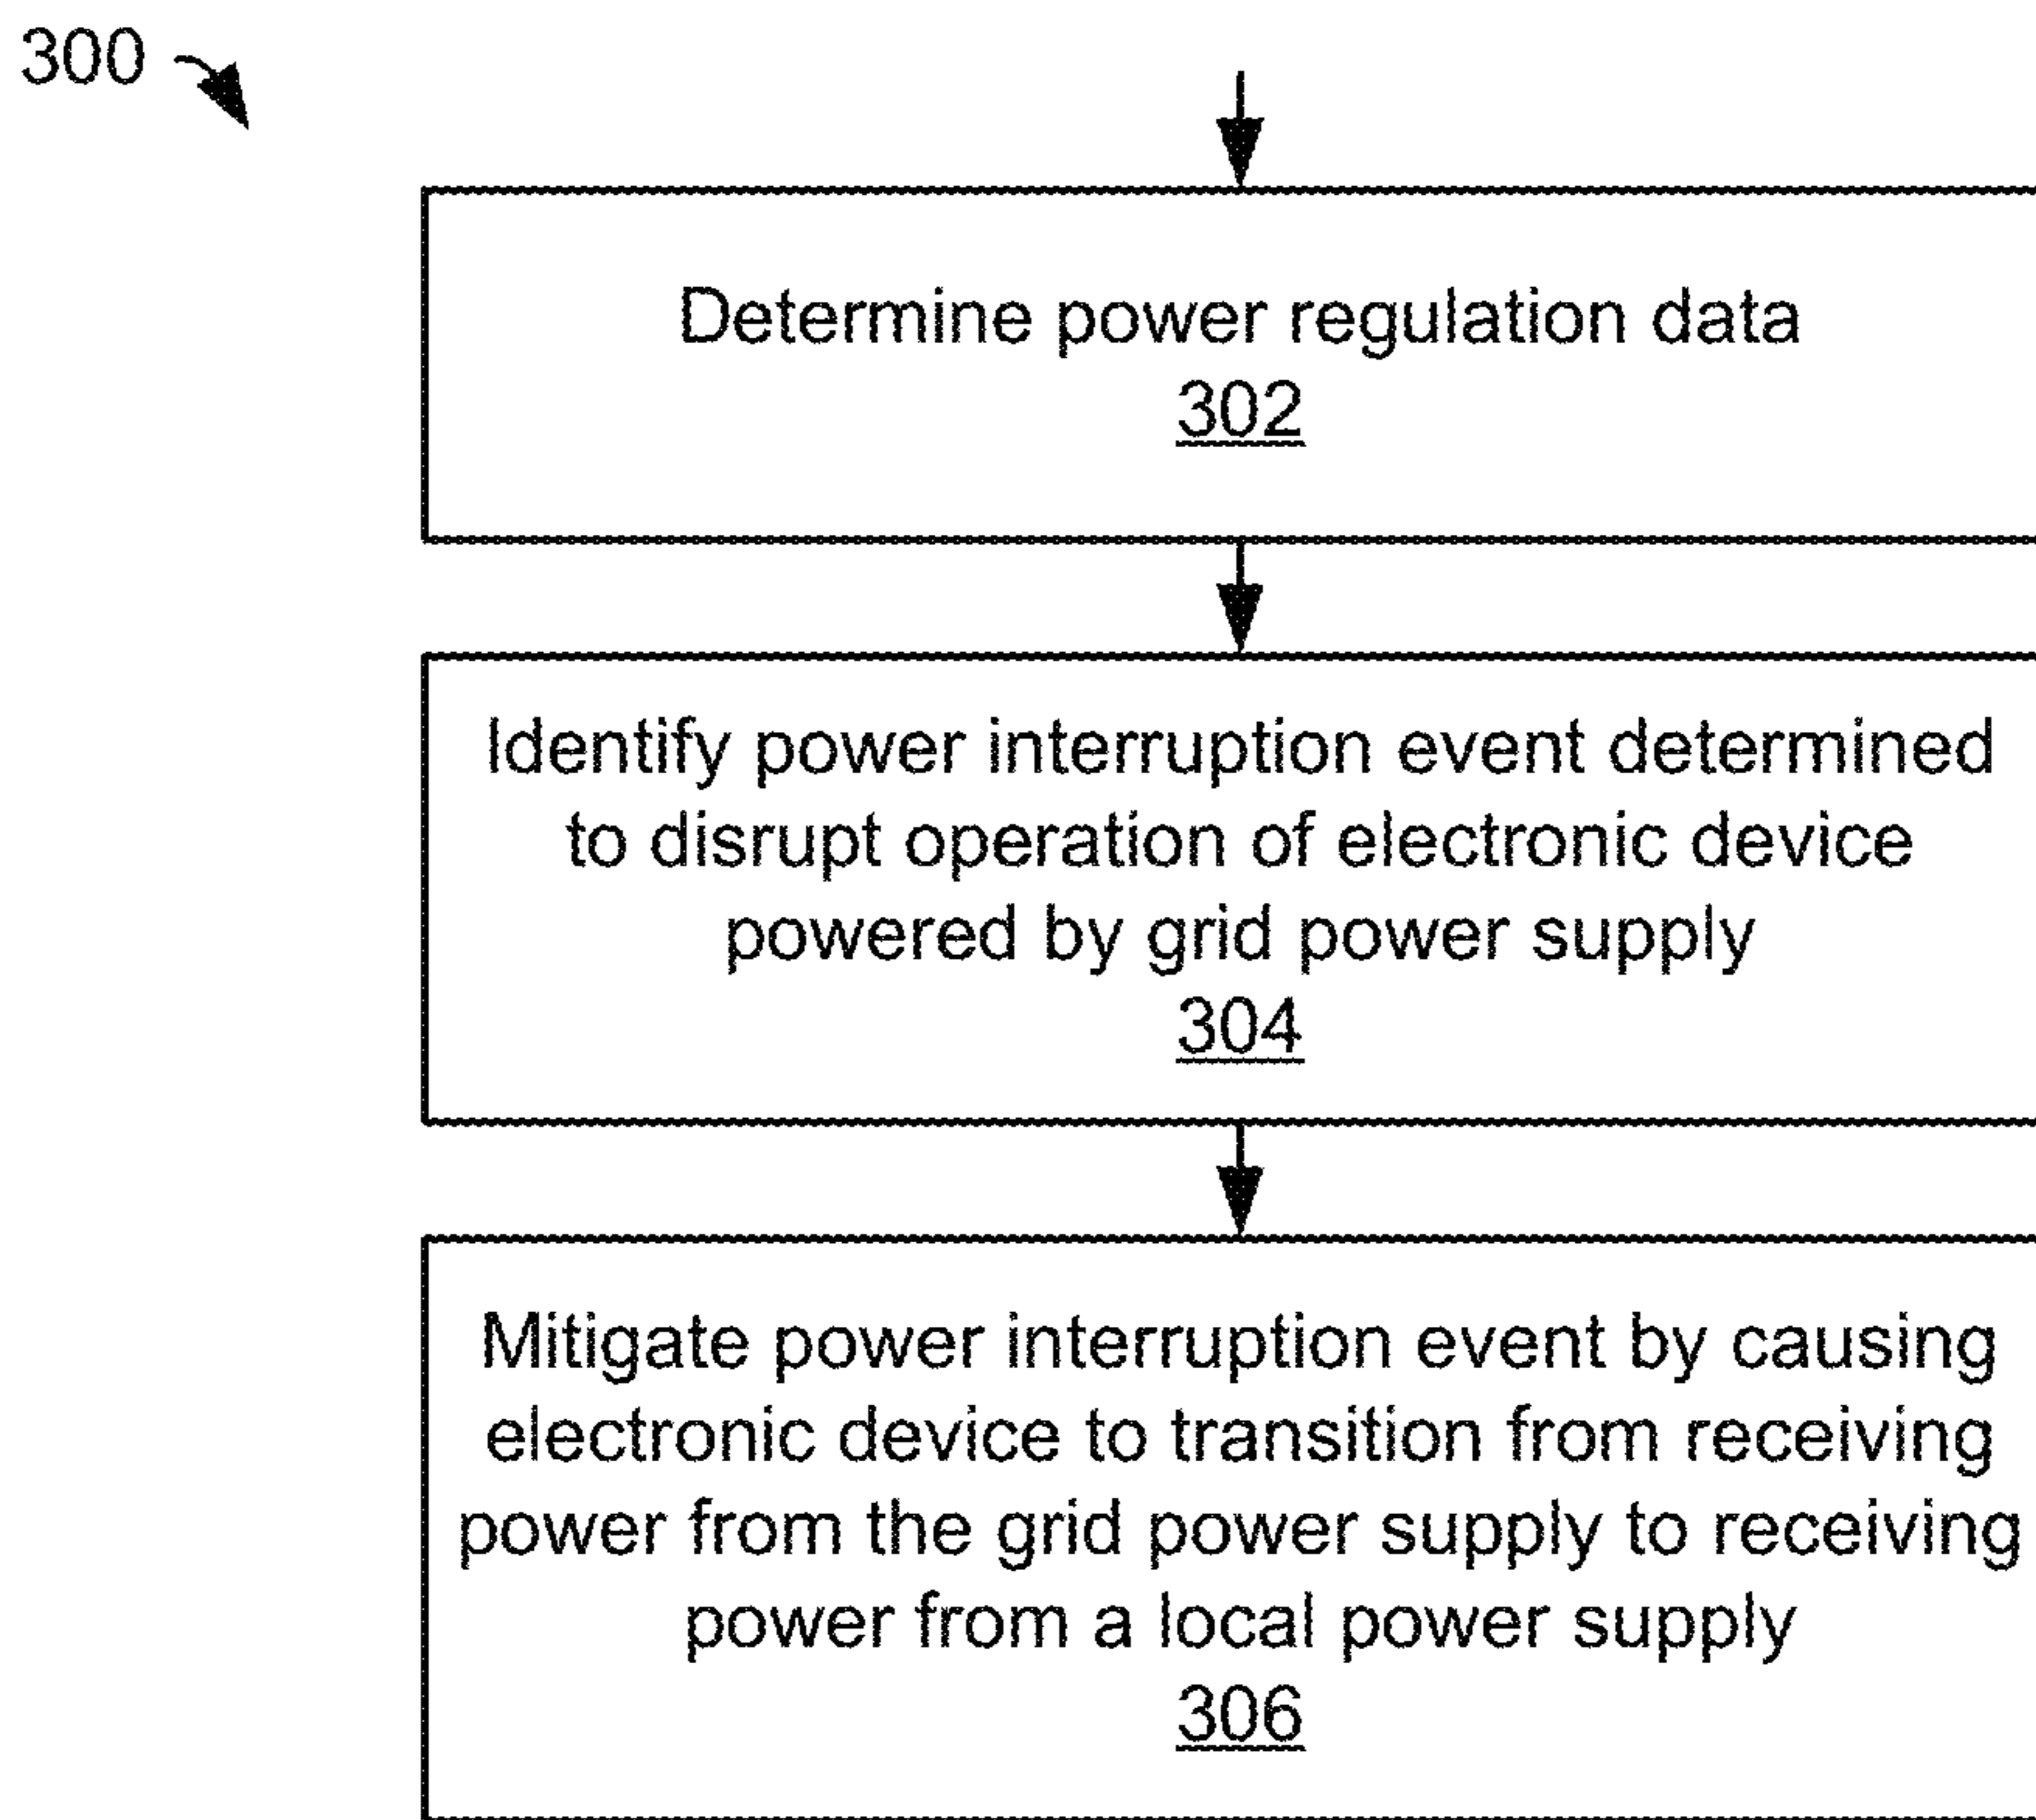 300
Determine power regulation data
302
Identify power interruption event determined
to disrupt operation of electronic device
powered by grid power supply
304
Mitigate power interruption event by causing
electronic device to transition from receiving
power from the grid power supply to receiving
power from a local power supply
306